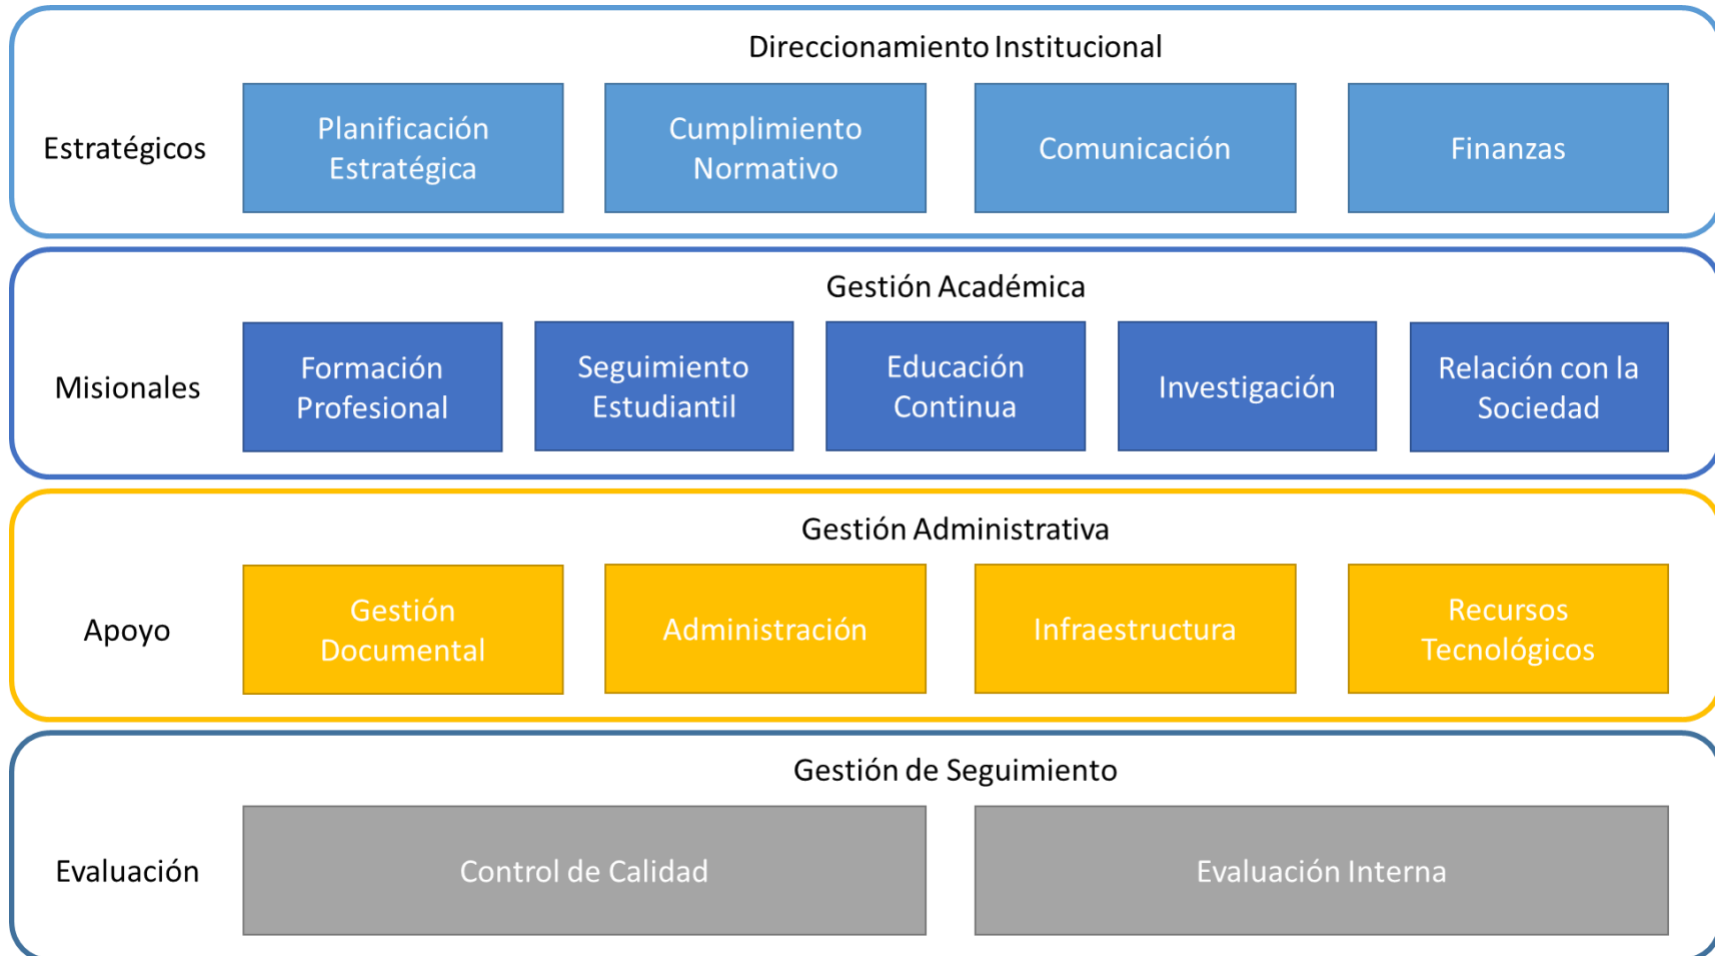 Direccionamiento Institucional
Estratégicos
Planificación
Estratégica
Cumplimiento
Normativo
Comunicación
Finanzas
Gestión Académica
Misionales
Formación
Profesional
Seguimiento
Estudiantil
Educación
Continua
Investigación
Relación con la
Sociedad
Gestión Administrativa
Apoyo
Gestión
Documental
Administración
Infraestructura
Recursos
Tecnológicos
Gestión de Seguimiento
Evaluación
Control de Calidad
Evaluación Interna